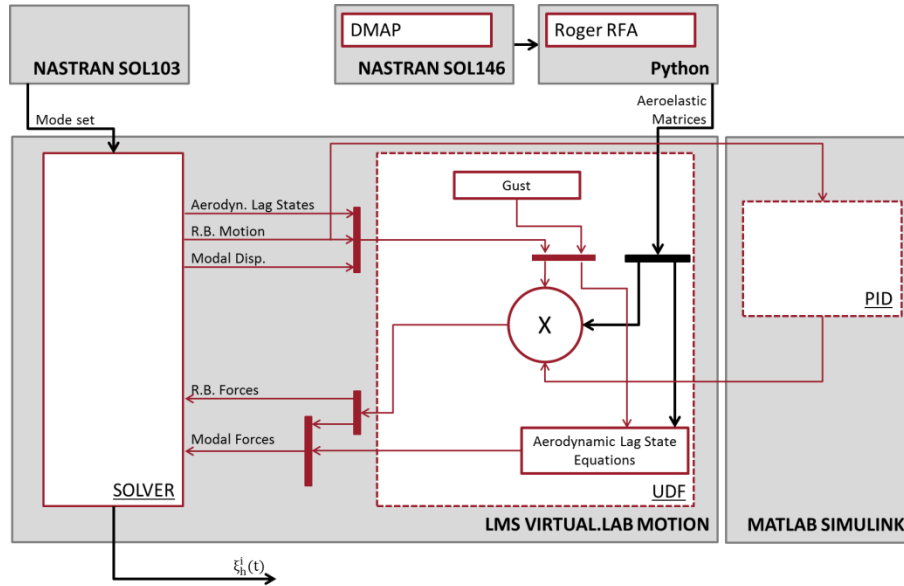 DMAP
Roger RFA
NASTRAN SOL103
NASTRAN SOL146
Python
Mode set
Aeroelastic
Matrices
Aerodyn. Lag States
R.B. Motion
Modal Disp.
Gust
X
PID
R.B. Forces
Modal Forces
Aerodynamic Lag State
Equations
SOLVER
UDF
LMS VIRTUAL.LAB MOTION
MATLAB SIMULINK
ξₕⁱ(t)